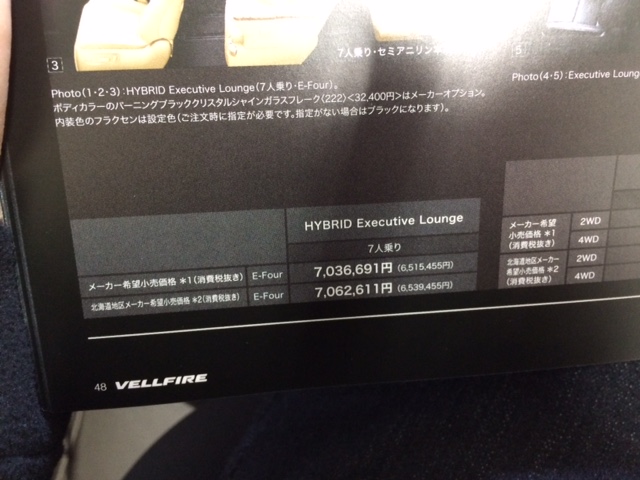 3
7人乗り・セミアニリン
5
Photo(1・2・3):HYBRID Executive Lounge(7人乗り・E-Four)。
ボディカラーのバーニングブラッククリスタルシャインガラスフレーク〈222〉<32,400円>はメーカーオプション。
内装色のフラクセンは設定色(ご注文時に指定が必要です。指定がない場合はブラックになります)。
Photo(4・5):Executive Loung
HYBRID Executive Lounge
7人乗り
メーカー希望小売価格 *1(消費税抜き) E-Four 7,036,691円 (6,515,455円)
北海道地区メーカー希望小売価格 *2(消費税抜き) E-Four 7,062,611円 (6,539,455円)
メーカー希望
小売価格 *1
(消費税抜き)
2WD
4WD
北海道地区メーカー
希望小売価格 *2
(消費税抜き)
2WD
4WD
48 VELLFIRE